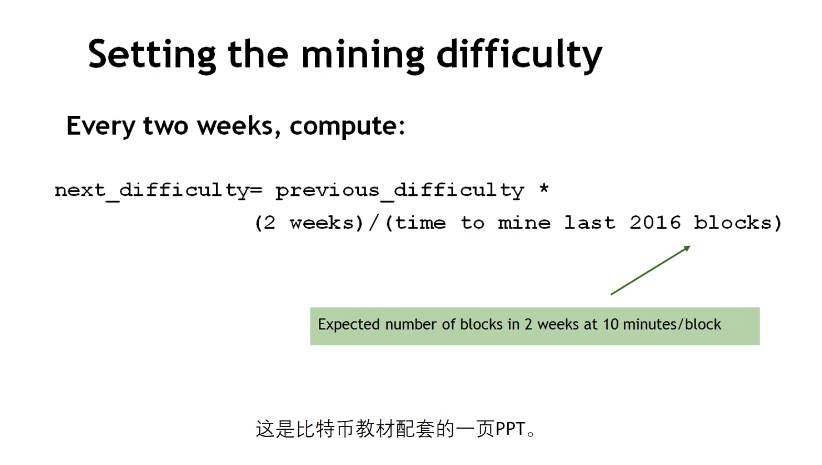 Setting the mining difficulty
Every two weeks, compute:
next_difficulty= previous_difficulty *
(2 weeks)/(time to mine last 2016 blocks)
Expected number of blocks in 2 weeks at 10 minutes/block
这是比特币教材配套的一页PPT。